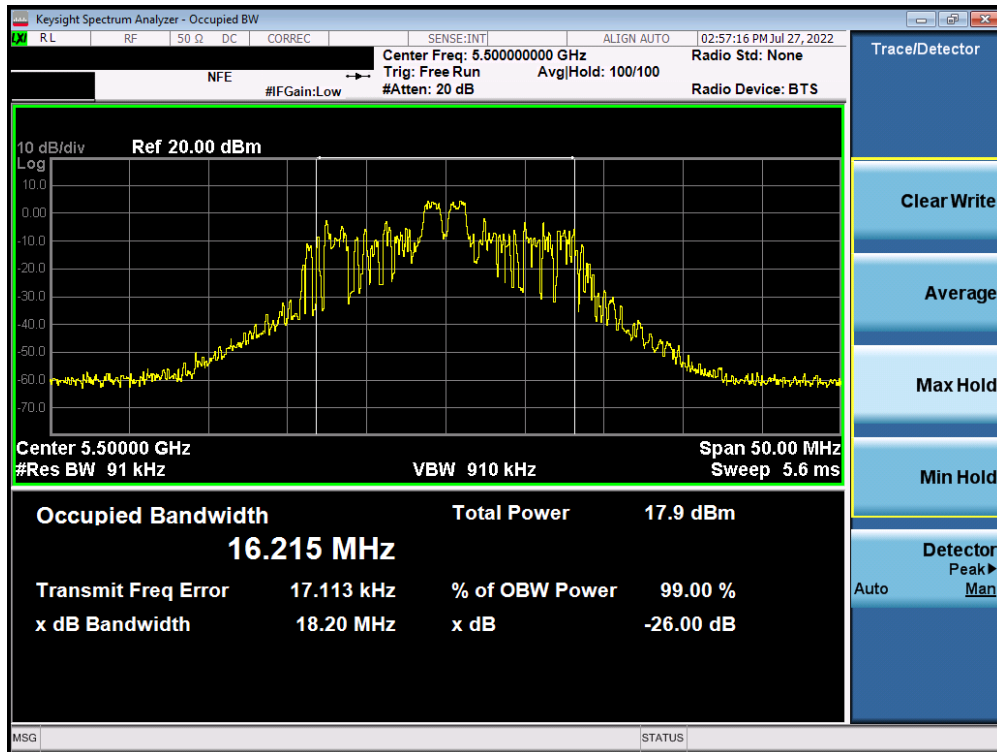 Keysight Spectrum Analyzer - Occupied BW
LXI RL RF 50 Ω DC CORREC SENSE:INT ALIGN AUTO 02:57:16 PM Jul 27, 2022
Center Freq: 5.500000000 GHz Radio Std: None
NFE Trig: Free Run Avg|Hold: 100/100
#IFGain:Low #Atten: 20 dB Radio Device: BTS
10 dB/div Ref 20.00 dBm
Log
10.0
0.00
-10.0
-20.0
-30.0
-40.0
-50.0
-60.0
-70.0
Center 5.50000 GHz Span 50.00 MHz
#Res BW 91 kHz VBW 910 kHz Sweep 5.6 ms
Occupied Bandwidth Total Power 17.9 dBm
16.215 MHz
Transmit Freq Error 17.113 kHz % of OBW Power 99.00 %
x dB Bandwidth 18.20 MHz x dB -26.00 dB
MSG STATUS
Trace/Detector
Clear Write
Average
Max Hold
Min Hold
Detector
Peak▶
Auto Man